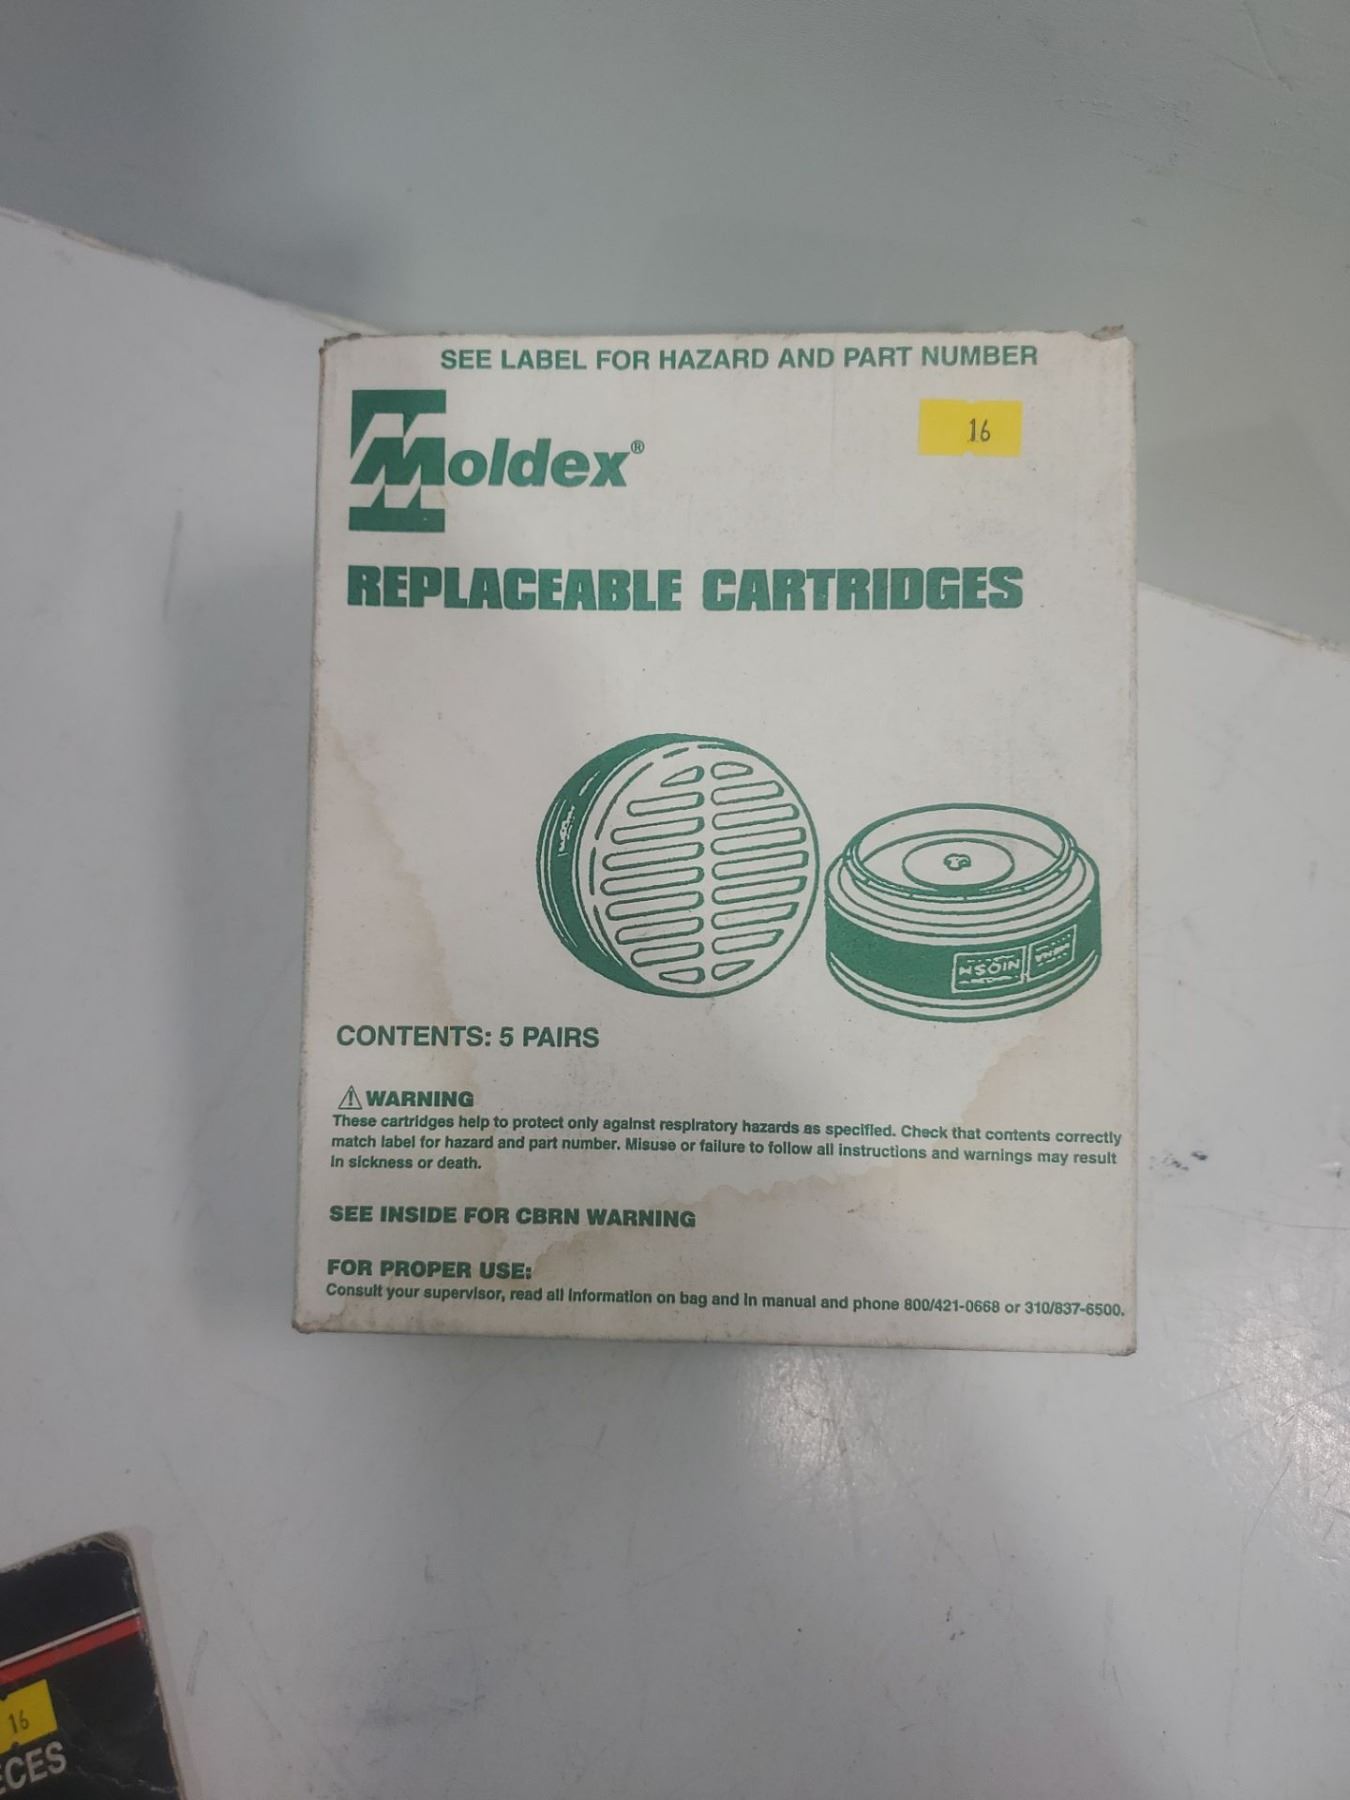 SEE LABEL FOR HAZARD AND PART NUMBER
Moldex®
16
REPLACEABLE CARTRIDGES
NIOSH
CONTENTS: 5 PAIRS
⚠ WARNING
These cartridges help to protect only against respiratory hazards as specified. Check that contents correctly
match label for hazard and part number. Misuse or failure to follow all instructions and warnings may result
in sickness or death.
SEE INSIDE FOR CBRN WARNING
FOR PROPER USE:
Consult your supervisor, read all information on bag and in manual and phone 800/421-0668 or 310/837-6500.
16
ECES